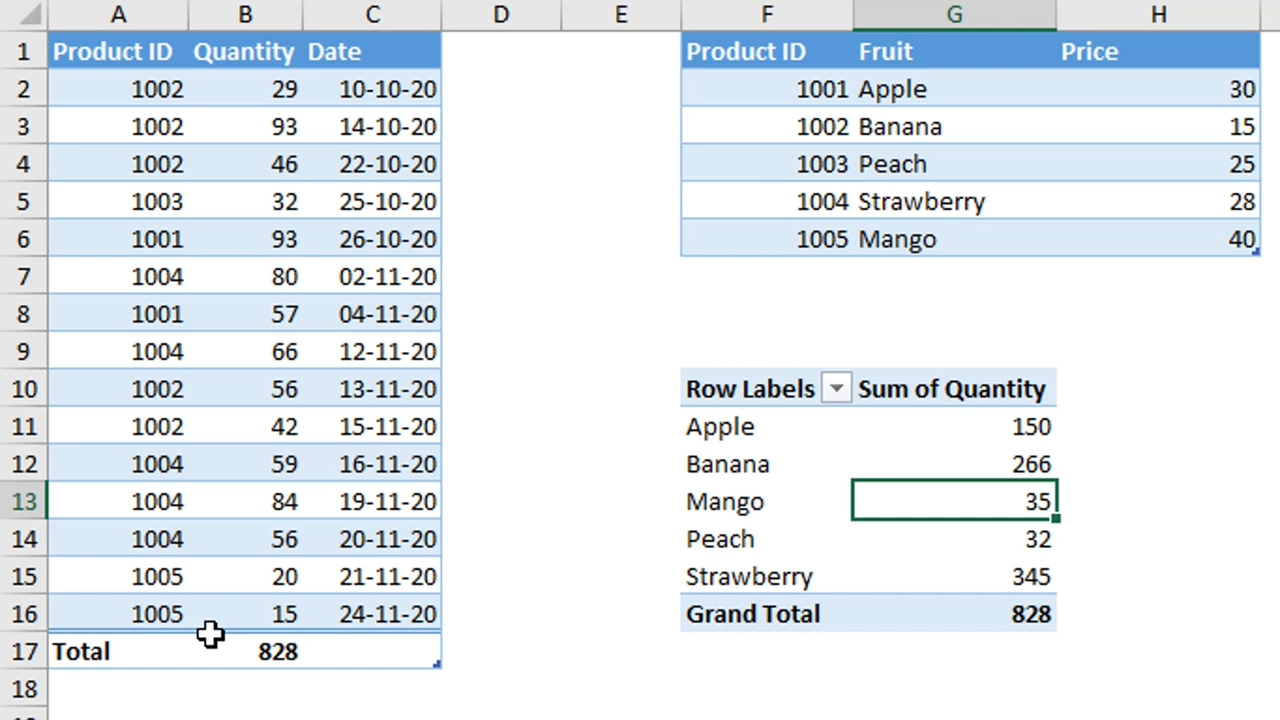 A B C D E F G H
1 Product ID Quantity Date Product ID Fruit Price
2 1002 29 10-10-20 1001 Apple 30
3 1002 93 14-10-20 1002 Banana 15
4 1002 46 22-10-20 1003 Peach 25
5 1003 32 25-10-20 1004 Strawberry 28
6 1001 93 26-10-20 1005 Mango 40
7 1004 80 02-11-20
8 1001 57 04-11-20
9 1004 66 12-11-20
10 1002 56 13-11-20 Row Labels Sum of Quantity
11 1002 42 15-11-20 Apple 150
12 1004 59 16-11-20 Banana 266
13 1004 84 19-11-20 Mango 35
14 1004 56 20-11-20 Peach 32
15 1005 20 21-11-20 Strawberry 345
16 1005 15 24-11-20 Grand Total 828
17 Total 828
18